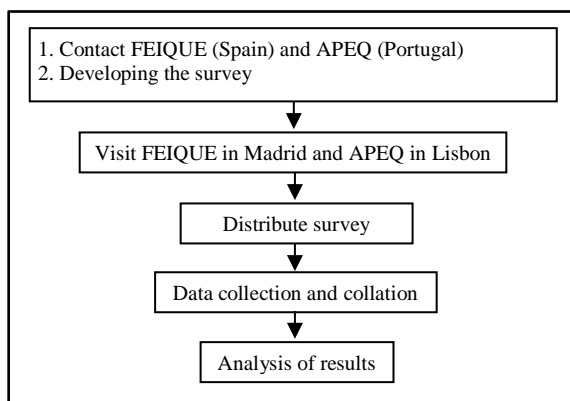 1. Contact FEIQUE (Spain) and APEQ (Portugal)
2. Developing the survey
Visit FEIQUE in Madrid and APEQ in Lisbon
Distribute survey
Data collection and collation
Analysis of results